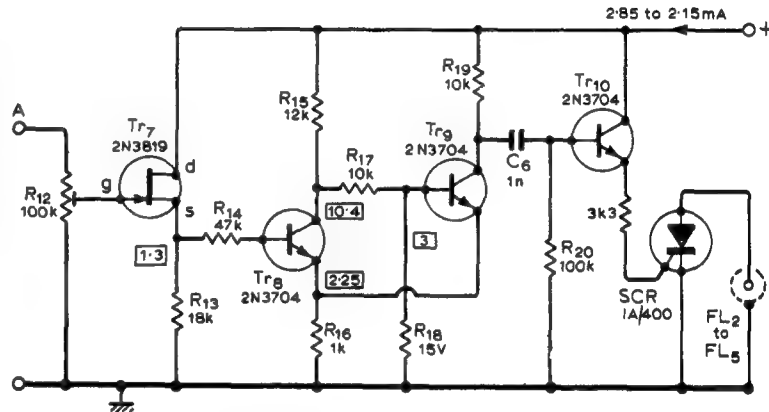 2·85 to 2·15mA
+
A
Tr7
2N3819
d
g
s
R12
100k
R15
12k
R19
10k
Tr10
2N3704
R17
10k
Tr9
2N3704
C6
1n
R14
47k
10·4
3
3k3
1·3
Tr8
2N3704
2·25
R20
100k
SCR
1A/400
R13
18k
R16
1k
R18
15V
FL2
to
FL5